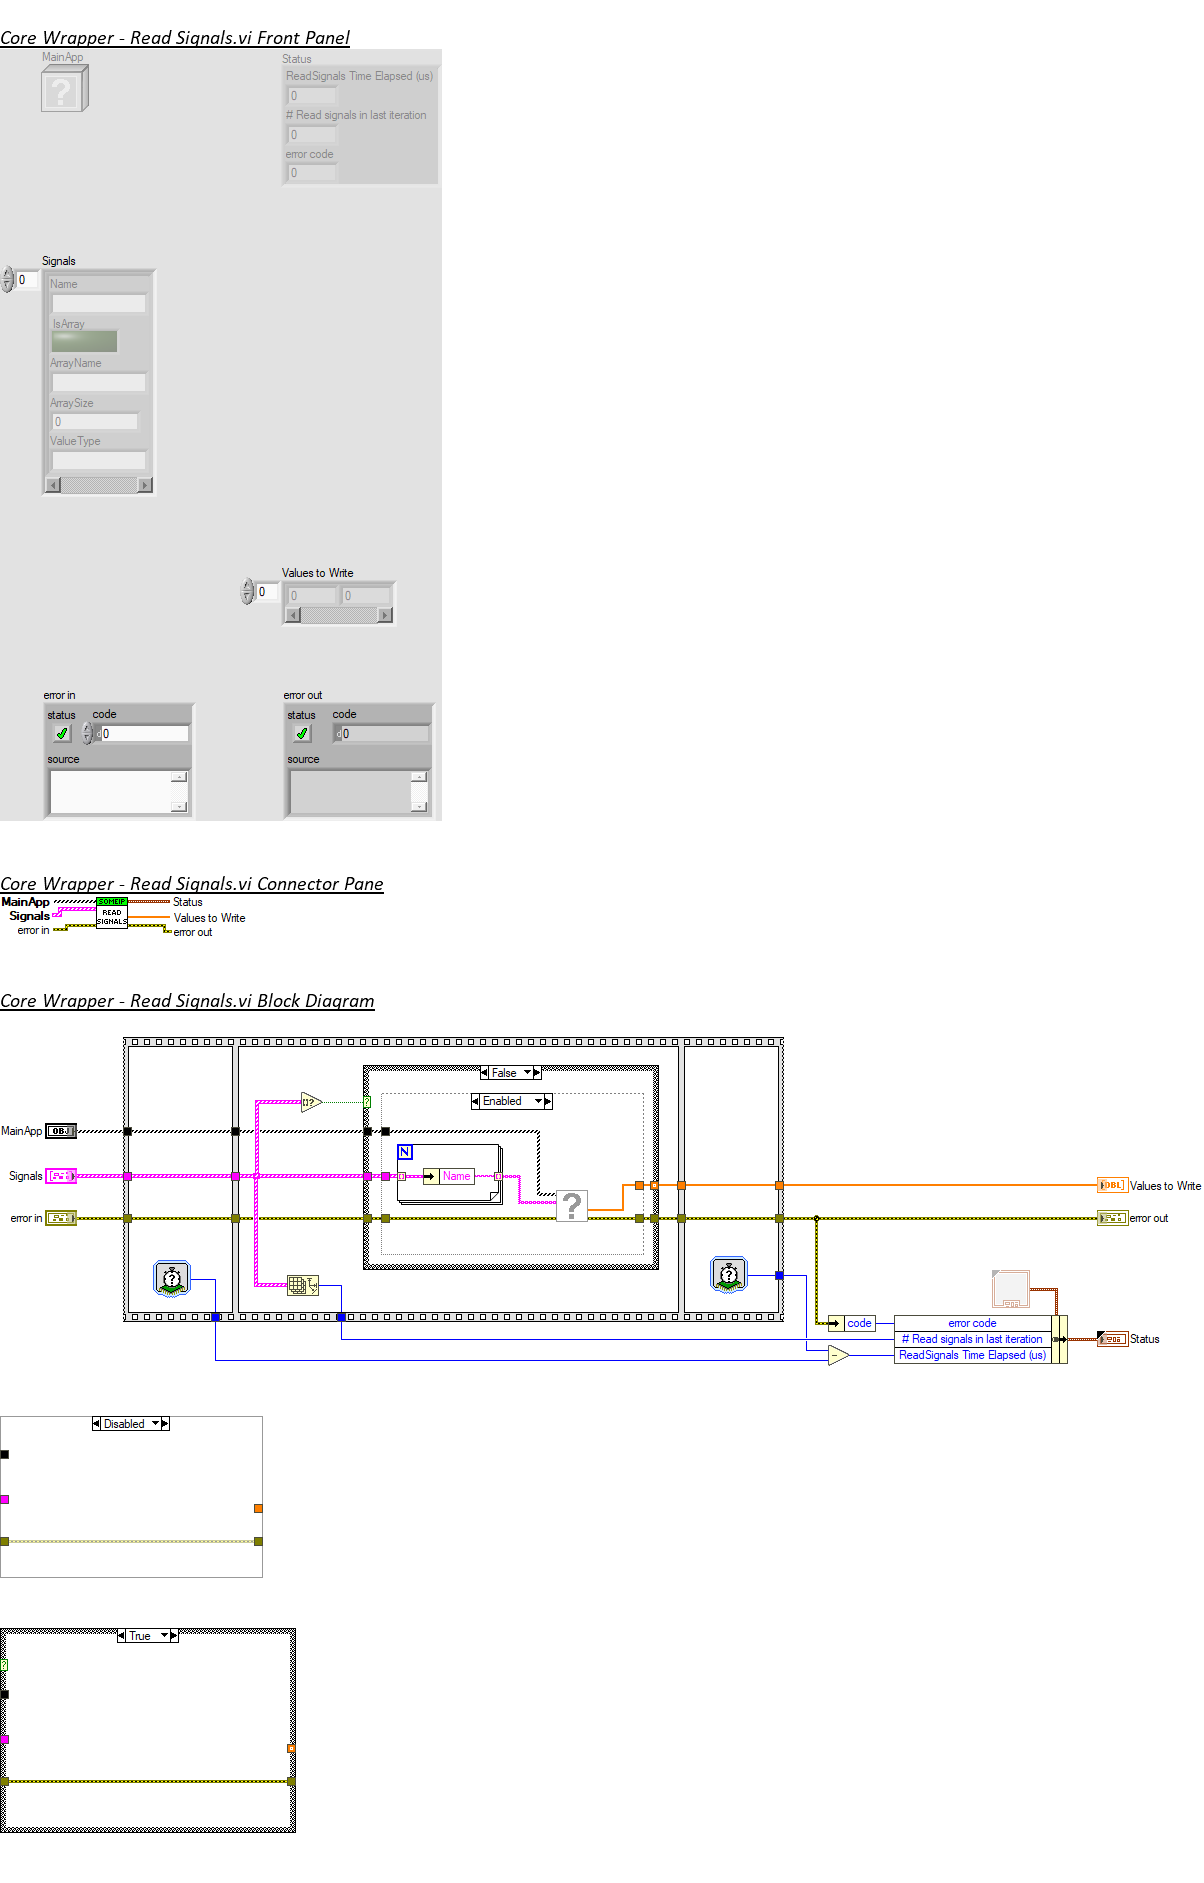 Core Wrapper - Read Signals.vi Front Panel
MainApp
?
Status
ReadSignals Time Elapsed (us)
0
# Read signals in last iteration
0
error code
0
Signals
0
Name
IsArray
ArrayName
ArraySize
0
ValueType
Values to Write
0
0
0
error in
status
code
d 0
source
error out
status
code
d 0
source
Core Wrapper - Read Signals.vi Connector Pane
MainApp
Signals
error in
SOMEIP
READ
SIGNALS
Status
Values to Write
error out
Core Wrapper - Read Signals.vi Block Diagram
False
Enabled
?
MainApp
OBJ
N
Signals
Name
?
DBL
Values to Write
error in
error out
?
?
code
error code
# Read signals in last iteration
Status
ReadSignals Time Elapsed (us)
-
Disabled
True
?